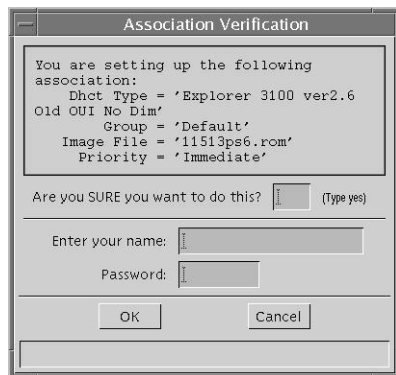 Association Verification
You are setting up the following
association:
Dhct Type = 'Explorer 3100 ver2.6
Old OUI No Dim'
Group = 'Default'
Image File = '11513ps6.rom'
Priority = 'Immediate'
Are you SURE you want to do this? (Type yes)
Enter your name:
Password:
OK Cancel